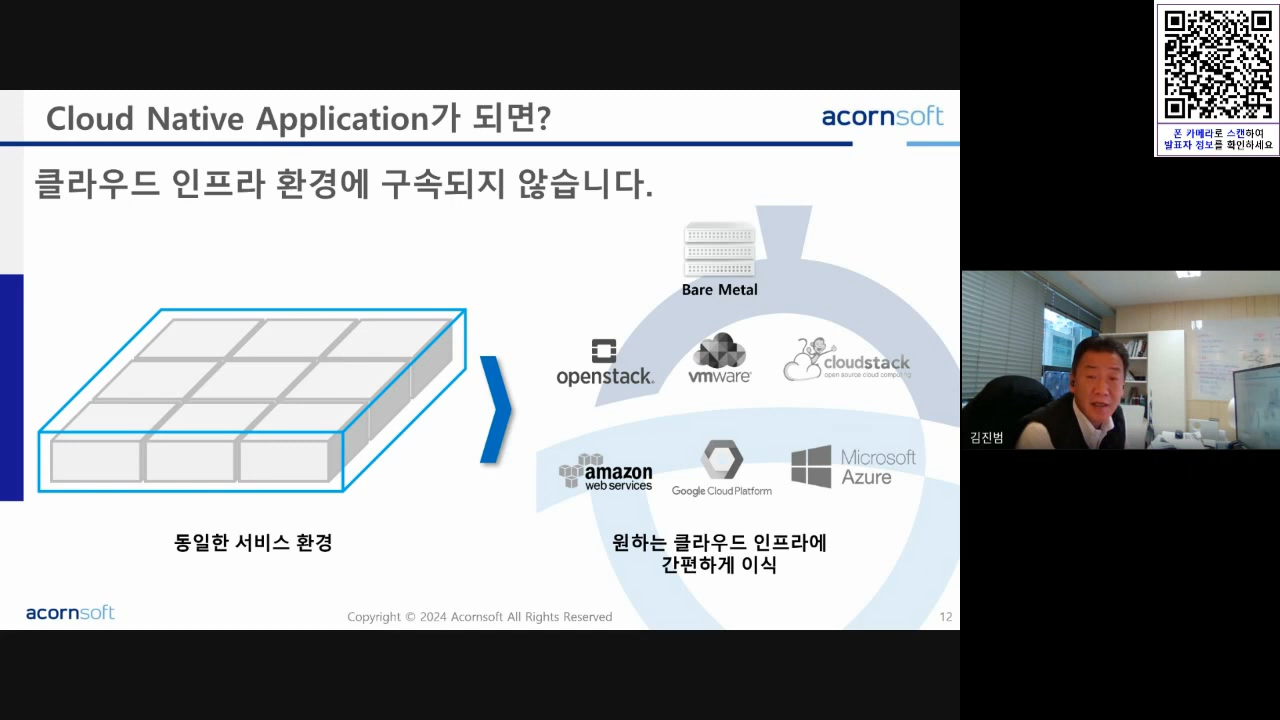 Cloud Native Application가 되면?
acornsoft
클라우드 인프라 환경에 구속되지 않습니다.
Bare Metal
openstack.
vmware
cloudstack
open source cloud computing
amazon
web services
Google Cloud Platform
Microsoft
Azure
동일한 서비스 환경
원하는 클라우드 인프라에
간편하게 이식
acornsoft
Copyright © 2024 Acornsoft All Rights Reserved
12
폰 카메라로 스캔하여
발표자 정보를 확인하세요
김진범